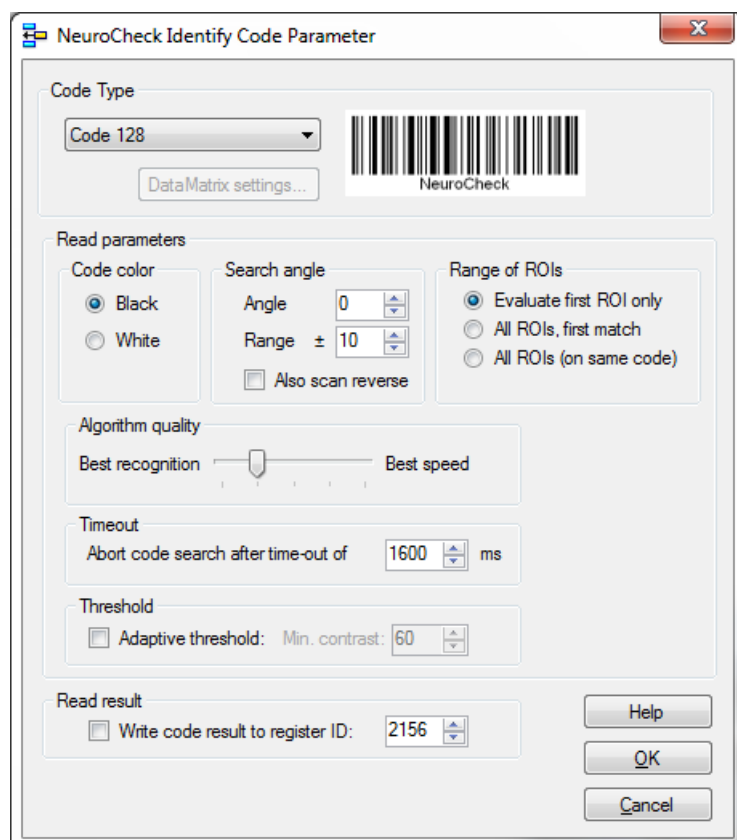 NeuroCheck Identify Code Parameter
Code Type
Code 128
DataMatrix settings...
NeuroCheck
Read parameters
Code color
Black
White
Search angle
Angle 0
Range ± 10
Also scan reverse
Range of ROIs
Evaluate first ROI only
All ROIs, first match
All ROIs (on same code)
Algorithm quality
Best recognition Best speed
Timeout
Abort code search after time-out of 1600 ms
Threshold
Adaptive threshold: Min. contrast: 60
Read result
Write code result to register ID: 2156
Help
OK
Cancel